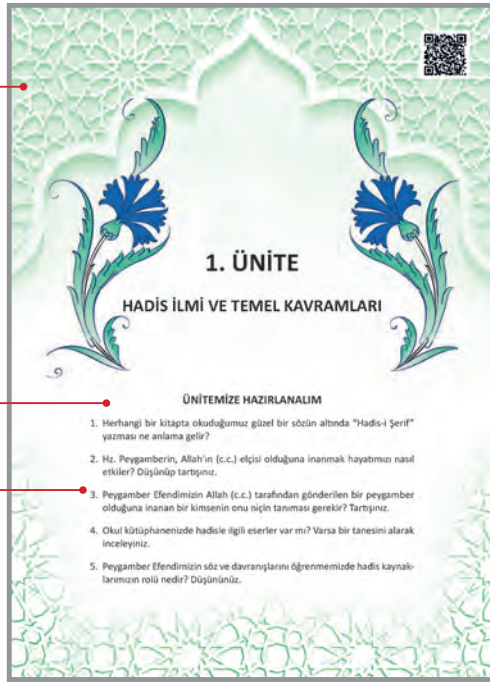 1. ÜNİTE
HADİS İLMİ VE TEMEL KAVRAMLARI
ÜNİTEMİZE HAZIRLANALIM
1. Herhangi bir kitapta okuduğumuz güzel bir sözün altında "Hadis-i Şerif"
yazması ne anlama gelir?
2. Hz. Peygamberin, Allah'ın (c.c.) elçisi olduğuna inanmak hayatımızı nasıl
etkiler? Düşünüp tartışınız.
3. Peygamber Efendimizin Allah (c.c.) tarafından gönderilen bir peygamber
olduğuna inanan bir kimsenin onu niçin tanıması gerekir? Tartışınız.
4. Okul kütüphanenizde hadisle ilgili eserler var mı? Varsa bir tanesini alarak
inceleyiniz.
5. Peygamber Efendimizin söz ve davranışlarını öğrenmemizde hadis kaynak-
larımızın rolü nedir? Düşününüz.